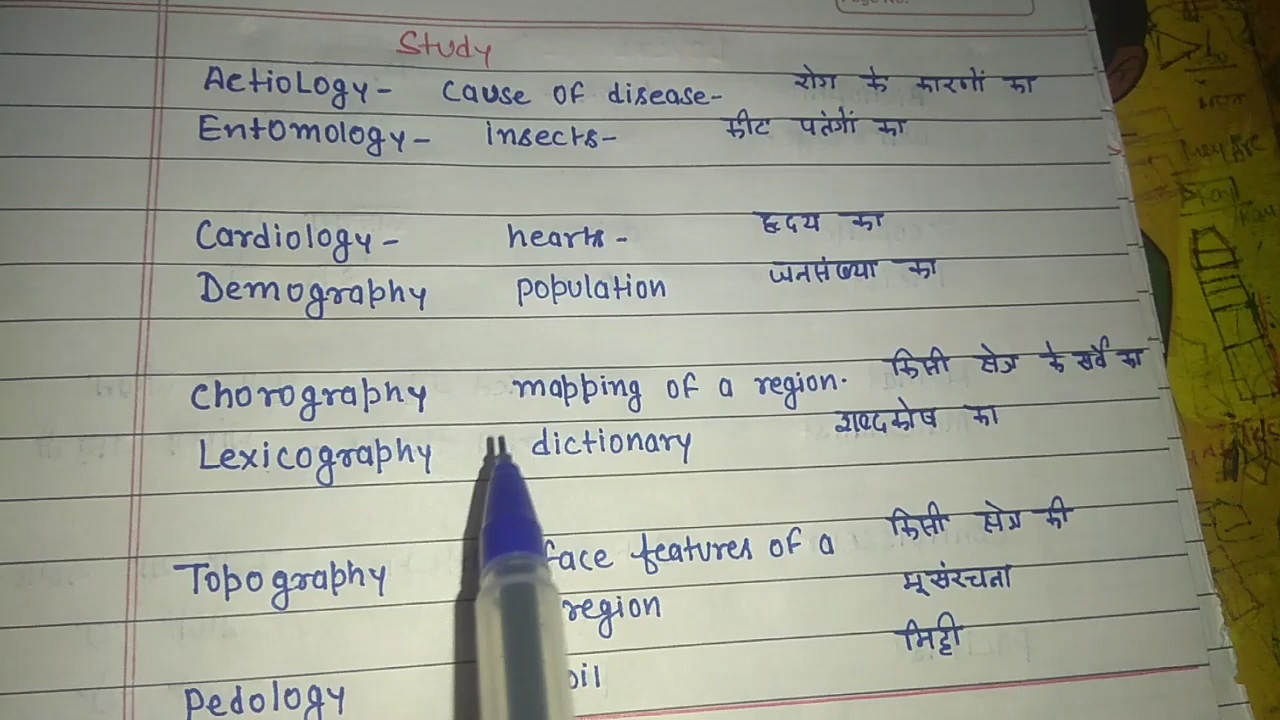 Study
Aetiology - cause of disease - रोग के कारणों का
Entomology - insects - कीट पतंगों का
Cardiology - hearts - हृदय का
Demography population जनसंख्या का
Chorography mapping of a region. किसी क्षेत्र के सर्वे का
Lexicography dictionary शब्दकोष का
Topography face features of a किसी क्षेत्र की
region भूसंरचना
Pedology oil मिट्टी